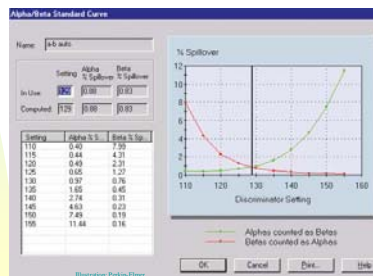 Alpha/Beta Standard Curve
Name: a-b auto
Setting Alpha % Spillover Beta % Spillover
In Use: 129 0.88 0.83
Computed: 129 0.88 0.83
Setting Alpha % S... Beta % Sp...
110 0.40 7.99
115 0.44 4.31
120 0.49 2.31
125 0.65 1.27
130 0.97 0.76
135 1.65 0.45
140 2.74 0.31
145 4.63 0.23
150 7.49 0.19
155 11.44 0.16
% Spillover
12
10
8
6
4
2
0
110 120 130 140 150 160
Discriminator Setting
Alphas counted as Betas
Betas counted as Alphas
OK Cancel Print... Help
Illustration: Perkin-Elmer